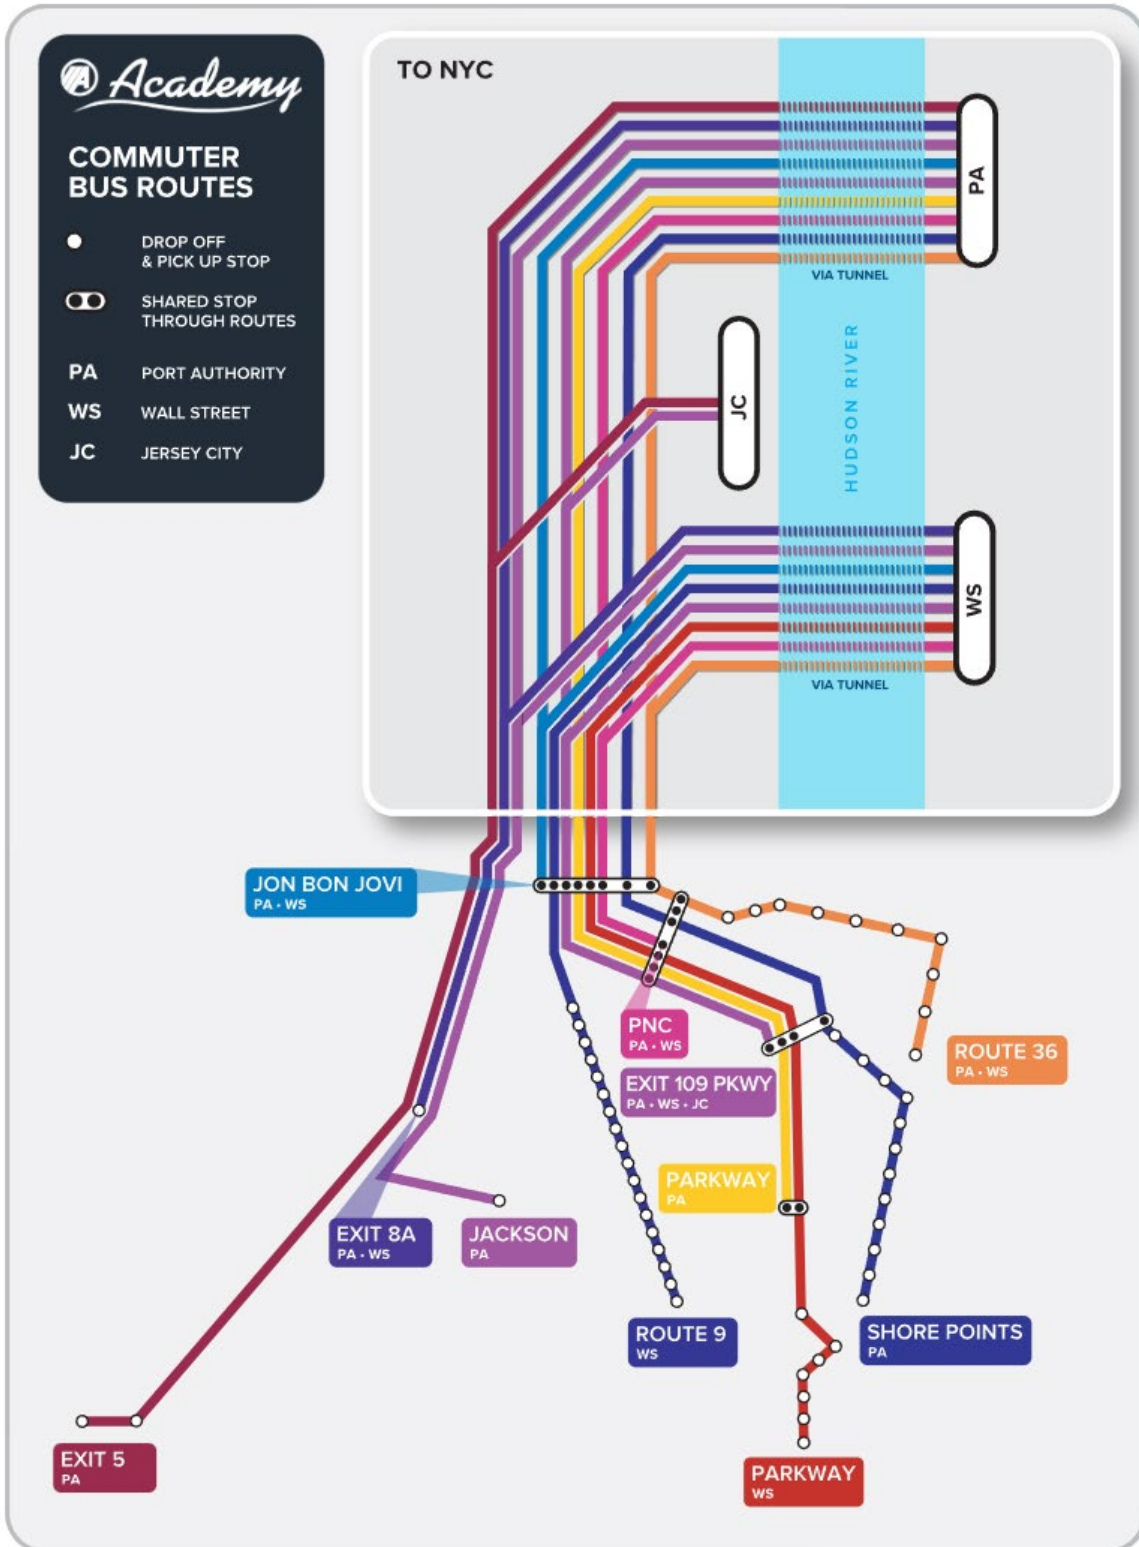 Academy
COMMUTER
BUS ROUTES
DROP OFF
& PICK UP STOP
SHARED STOP
THROUGH ROUTES
PA PORT AUTHORITY
WS WALL STREET
JC JERSEY CITY
TO NYC
PA
VIA TUNNEL
HUDSON RIVER
JC
WS
VIA TUNNEL
JON BON JOVI
PA • WS
PNC
PA • WS
EXIT 109 PKWY
PA • WS • JC
ROUTE 36
PA • WS
PARKWAY
PA
EXIT 8A
PA • WS
JACKSON
PA
ROUTE 9
WS
SHORE POINTS
PA
EXIT 5
PA
PARKWAY
WS